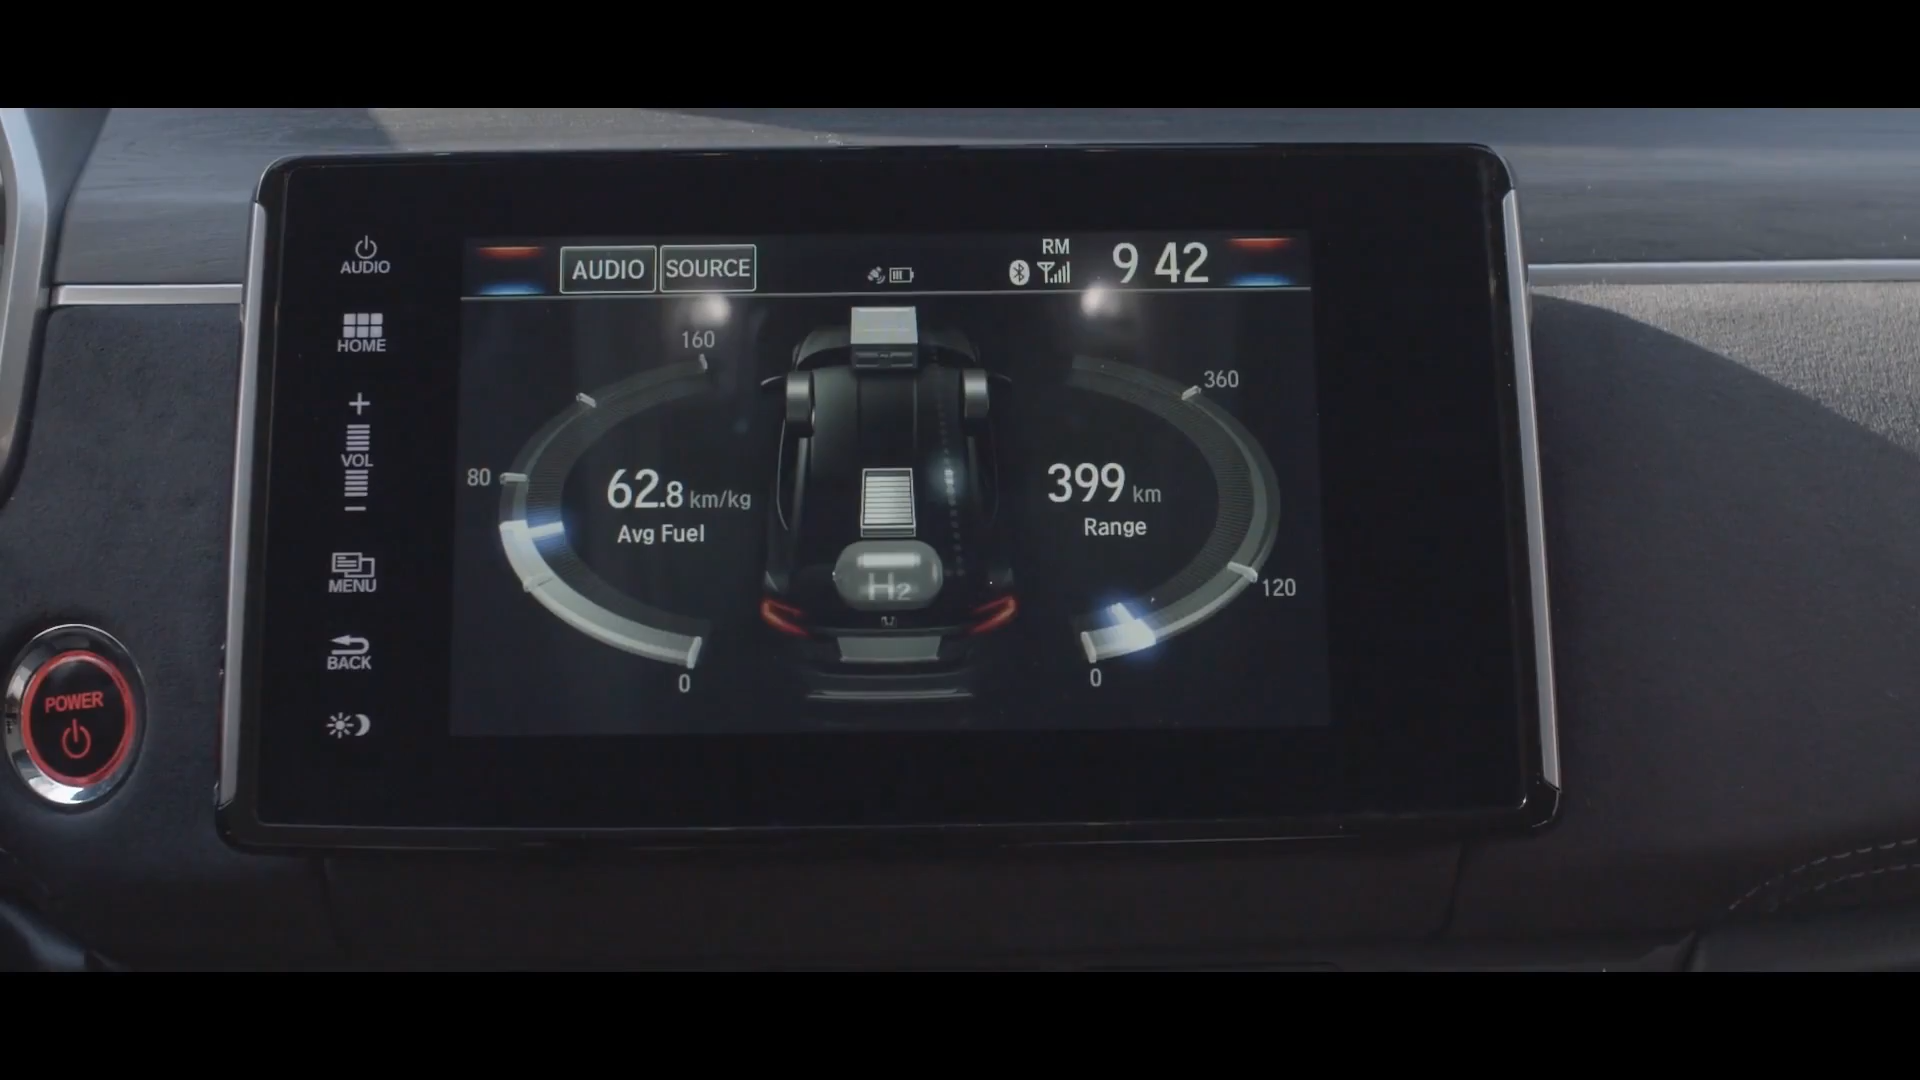 AUDIO
HOME
VOL
MENU
BACK
POWER
AUDIO SOURCE
RM
9 42
160
80
0
62.8 km/kg
Avg Fuel
H2
399 km
Range
360
120
0